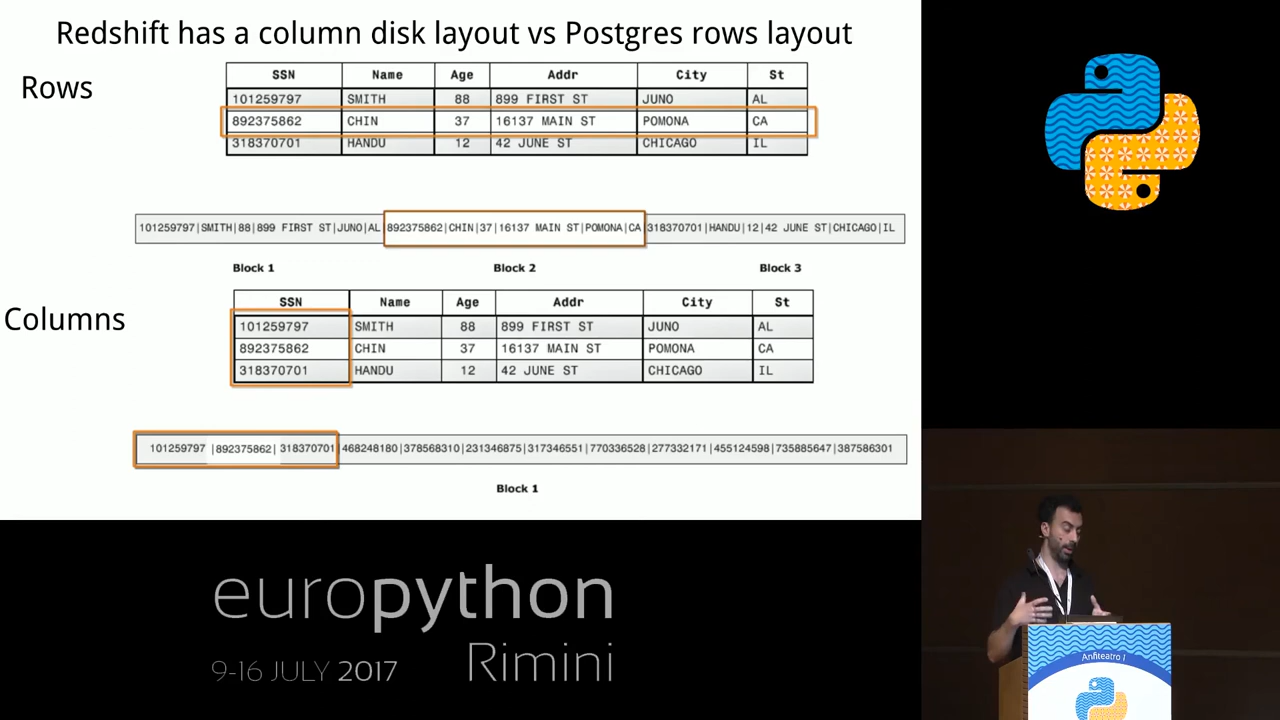 Redshift has a column disk layout vs Postgres rows layout
Rows
SSN Name Age Addr City St
101259797 SMITH 88 899 FIRST ST JUNO AL
892375862 CHIN 37 16137 MAIN ST POMONA CA
318370701 HANDU 12 42 JUNE ST CHICAGO IL
101259797|SMITH|88|899 FIRST ST|JUNO|AL 892375862|CHIN|37|16137 MAIN ST|POMONA|CA 318370701|HANDU|12|42 JUNE ST|CHICAGO|IL
Block 1 Block 2 Block 3
Columns
SSN Name Age Addr City St
101259797 SMITH 88 899 FIRST ST JUNO AL
892375862 CHIN 37 16137 MAIN ST POMONA CA
318370701 HANDU 12 42 JUNE ST CHICAGO IL
101259797 |892375862| 318370701|468248180|378568310|231346875|317346551|770336528|277332171|455124598|735885647|387586301
Block 1
europython
9-16 JULY 2017 Rimini
Anfiteatro 1